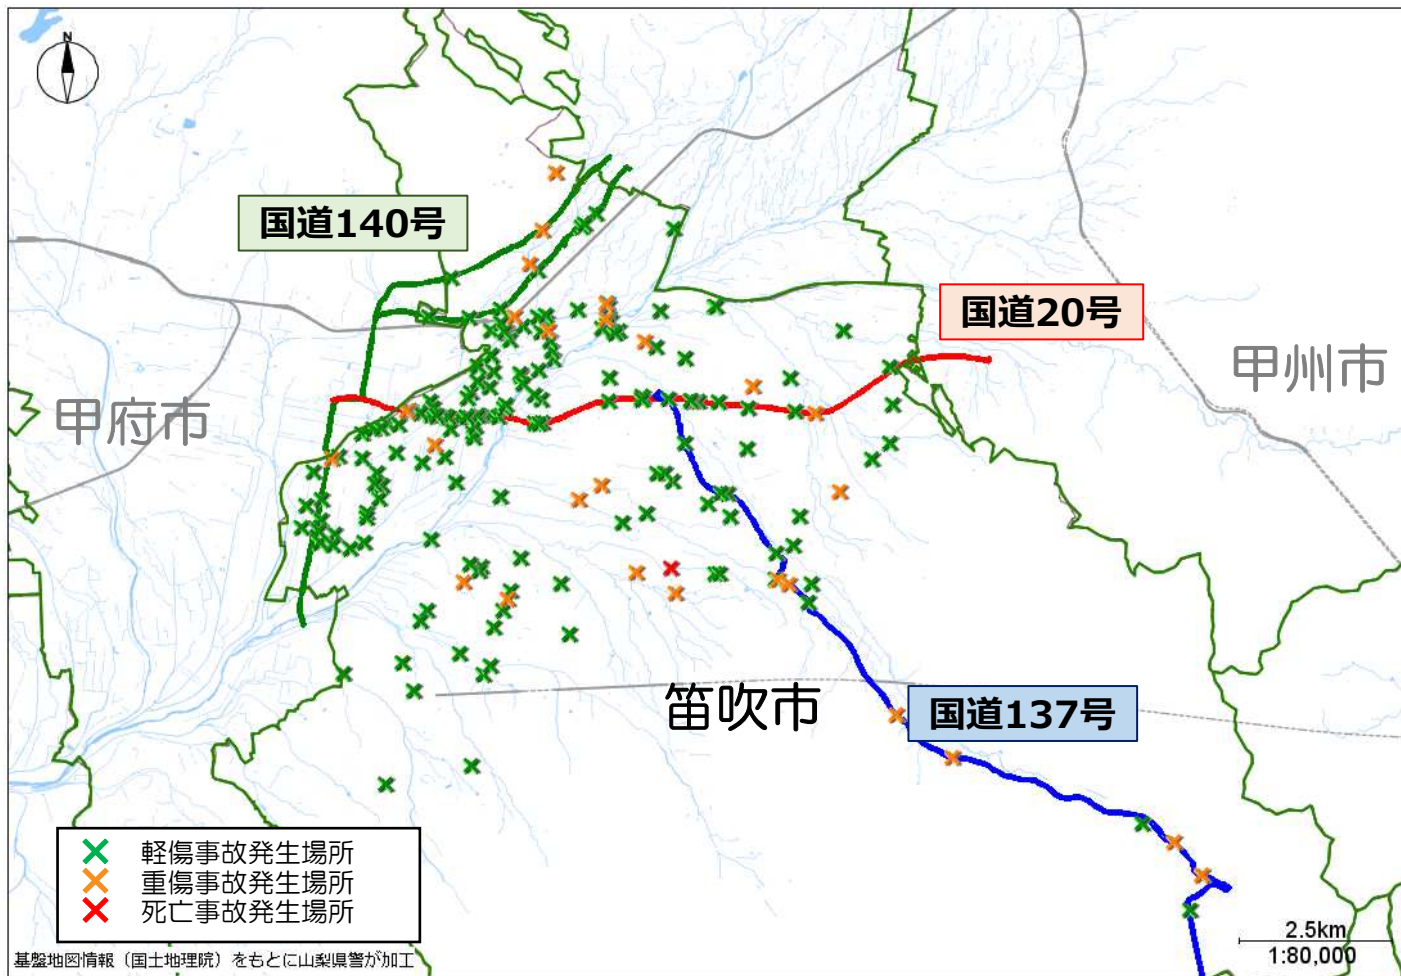 N
国道140号
国道20号
甲州市
甲府市
笛吹市
国道137号
軽傷事故発生場所
重傷事故発生場所
死亡事故発生場所
2.5km
1:80,000
基盤地図情報（国土地理院）をもとに山梨県警が加工